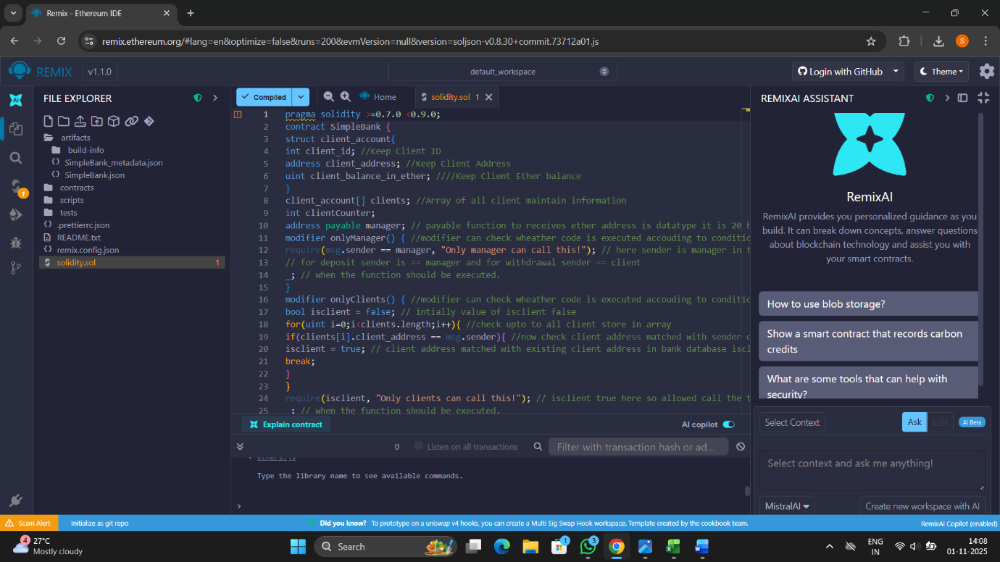 Remix - Ethereum IDE
remix.ethereum.org/#lang=en&optimize=false&runs=200&evmVersion=null&version=soljson-v0.8.30+commit.73712a01.js
S
REMIX
v1.1.0
default_workspace
Login with GitHub
Theme
AI
FILE EXPLORER
artifacts
build-info
SimpleBank_metadata.json
SimpleBank.json
contracts
scripts
tests
.prettierrc.json
README.txt
remix.config.json
solidity.sol 1
1
Compiled
Home
solidity.sol 1
1 pragma solidity >=0.7.0 <0.9.0;
2 contract SimpleBank {
3 struct client_account{
4 int client_id; //Keep Client ID
5 address client_address; //Keep Client Address
6 uint client_balance_in_ether; ////Keep Client Ether balance
7 }
8 client_account[] clients; //Array of all client maintain information
9 int clientCounter;
10 address payable manager; // payable function to receives ether address is datatype it is 20 b
11 modifier onlyManager() { //modifier can check wheather code is executed accouding to conditio
12 require(msg.sender == manager, "Only manager can call this!"); // here sender is manager in t
13 // for deposit sender is == manager and for withdrawal sender == client
14 _; // when the function should be executed.
15 }
16 modifier onlyClients() { //modifier can check wheather code is executed accouding to conditio
17 bool isclient = false; // intially value of isclient false
18 for(uint i=0;i<clients.length;i++){ //check upto to all client store in array
19 if(clients[i].client_address == msg.sender){ //now check client address matched with sender
20 isclient = true; // client address matched with existing client address in bank database iscl
21 break;
22 }
23 }
24 require(isclient, "Only clients can call this!"); // isclient true here so allowed call the t
25 _; // when the function should be executed.
Explain contract
AI copilot
0
Listen on all transactions
Filter with transaction hash or ad...
ethers.js
Type the library name to see available commands.
>
REMIXAI ASSISTANT
RemixAI
RemixAI provides you personalized guidance as you
build. It can break down concepts, answer questions
about blockchain technology and assist you with
your smart contracts.
How to use blob storage?
Show a smart contract that records carbon
credits
What are some tools that can help with
security?
Select Context
Ask
Edit
AI Beta
Select context and ask me anything!
MistralAI
Create new workspace with AI
Scam Alert
Initialize as git repo
Did you know? To prototype on a uniswap v4 hooks, you can create a Multi Sig Swap Hook workspace. Template created by the cookbook team.
RemixAI Copilot (enabled)
4
27°C
Mostly cloudy
Search
1
3
ENG
IN
14:08
01-11-2025